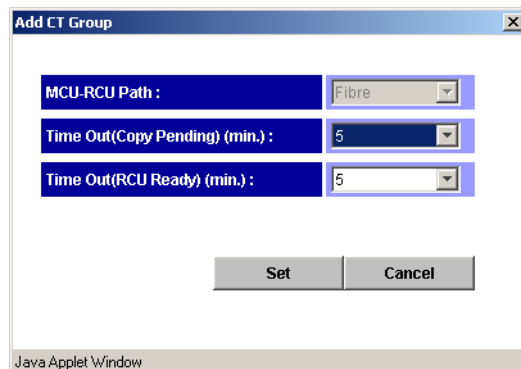 Add CT Group
MCU-RCU Path : Fibre
Time Out(Copy Pending) (min.) : 5
Time Out(RCU Ready) (min.) : 5
Set Cancel
Java Applet Window